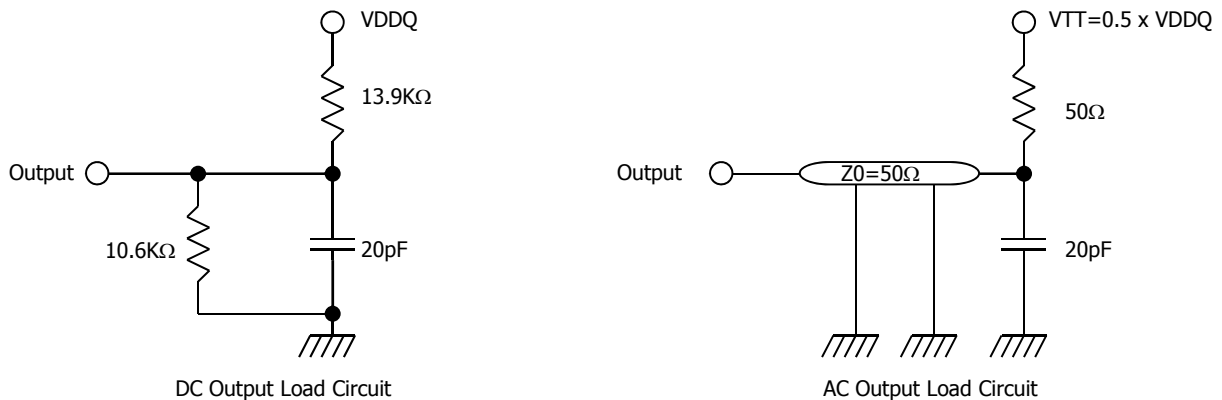 VDDQ
13.9KΩ
Output
10.6KΩ
20pF
DC Output Load Circuit
VTT=0.5 x VDDQ
50Ω
Output
Z0=50Ω
20pF
AC Output Load Circuit